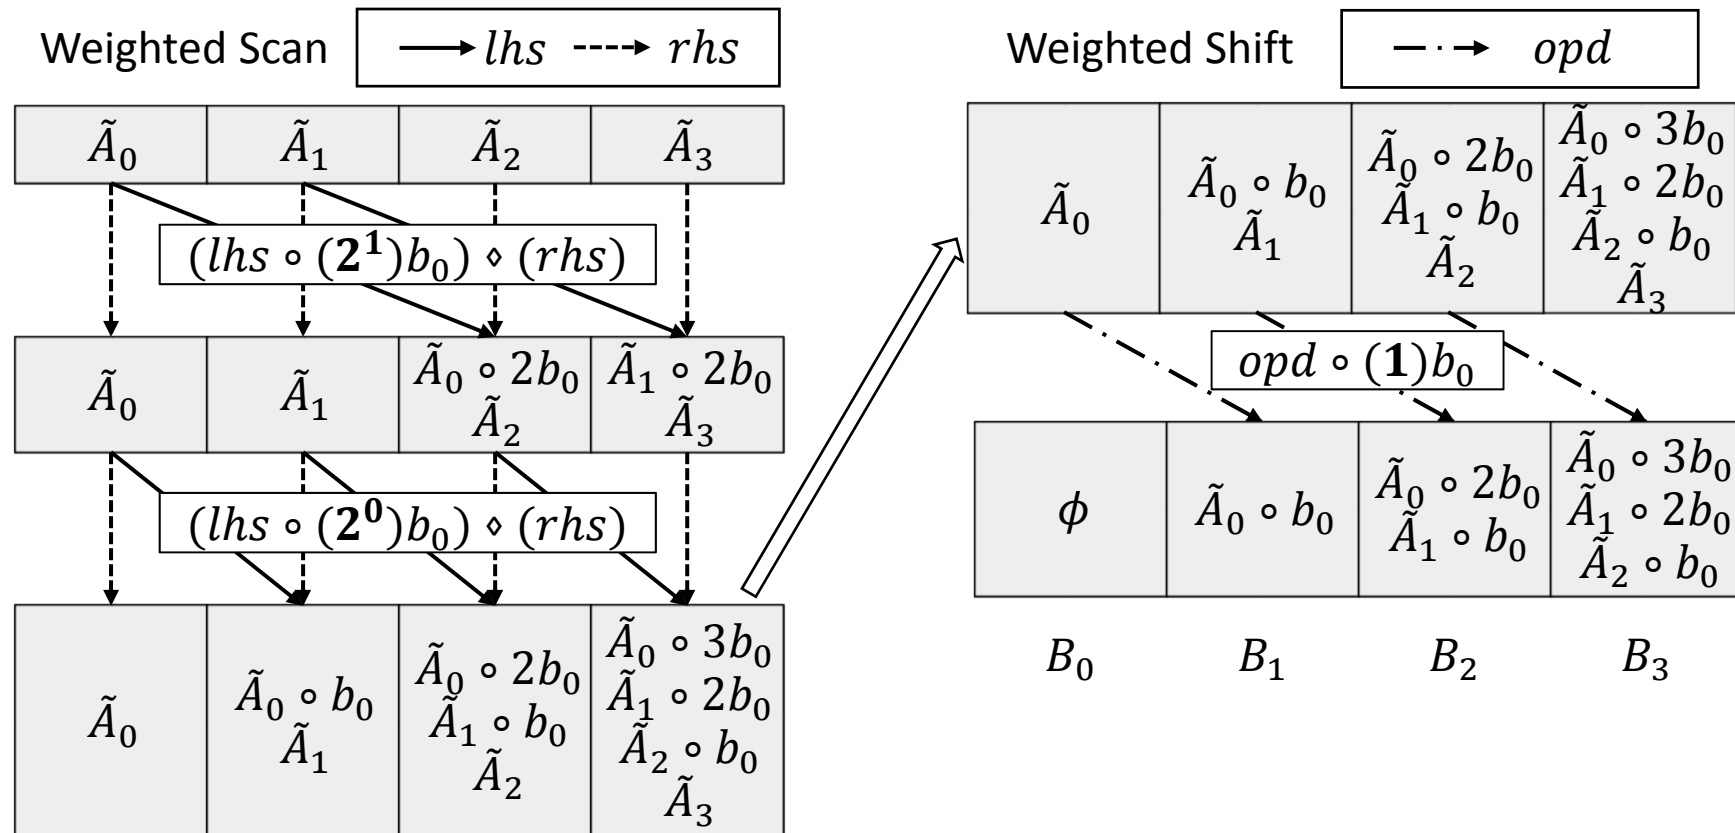 Weighted Scan
lhs rhs
Ã₀ Ã₁ Ã₂ Ã₃
(lhs ∘ (𝟐¹)b₀) ⋄ (rhs)
Ã₀
Ã₁
Ã₀ ∘ 2b₀
Ã₂
Ã₁ ∘ 2b₀
Ã₃
(lhs ∘ (𝟐⁰)b₀) ⋄ (rhs)
Ã₀
Ã₀ ∘ b₀
Ã₁
Ã₀ ∘ 2b₀
Ã₁ ∘ b₀
Ã₂
Ã₀ ∘ 3b₀
Ã₁ ∘ 2b₀
Ã₂ ∘ b₀
Ã₃
Weighted Shift
opd
Ã₀
Ã₀ ∘ b₀
Ã₁
Ã₀ ∘ 2b₀
Ã₁ ∘ b₀
Ã₂
Ã₀ ∘ 3b₀
Ã₁ ∘ 2b₀
Ã₂ ∘ b₀
Ã₃
opd ∘ (𝟏)b₀
ϕ
Ã₀ ∘ b₀
Ã₀ ∘ 2b₀
Ã₁ ∘ b₀
Ã₀ ∘ 3b₀
Ã₁ ∘ 2b₀
Ã₂ ∘ b₀
B₀ B₁ B₂ B₃